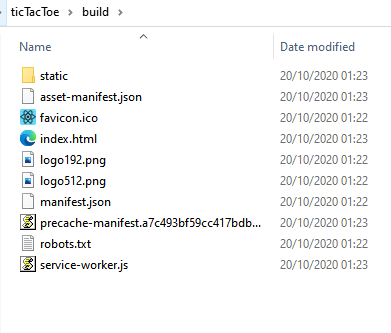 ticTacToe > build >
Name Date modified
static 20/10/2020 01:23
asset-manifest.json 20/10/2020 01:23
favicon.ico 20/10/2020 01:22
index.html 20/10/2020 01:23
logo192.png 20/10/2020 01:22
logo512.png 20/10/2020 01:22
manifest.json 20/10/2020 01:22
precache-manifest.a7c493bf59cc417bdb... 20/10/2020 01:23
robots.txt 20/10/2020 01:22
service-worker.js 20/10/2020 01:23